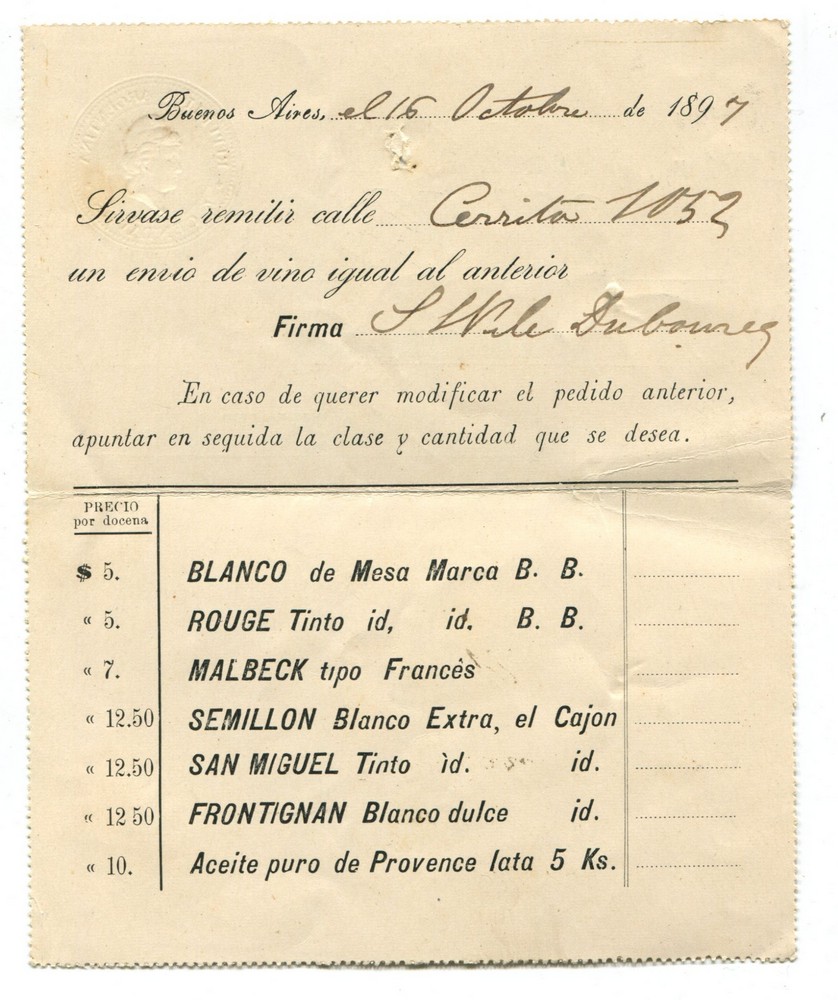 Buenos Aires, el 16 Octobre de 1897
Sirvase remitir calle Cerrito 1052
un envio de vino igual al anterior
Firma
En caso de querer modificar el pedido anterior,
apuntar en seguida la clase y cantidad que se desea.
PRECIO
por docena
$ 5. BLANCO de Mesa Marca B. B.
« 5. ROUGE Tinto id, id. B. B.
« 7. MALBECK tipo Francès
« 12.50 SEMILLON Blanco Extra, el Cajon
« 12.50 SAN MIGUEL Tinto id. id.
« 12 50 FRONTIGNAN Blanco dulce id.
« 10. Aceite puro de Provence lata 5 Ks.